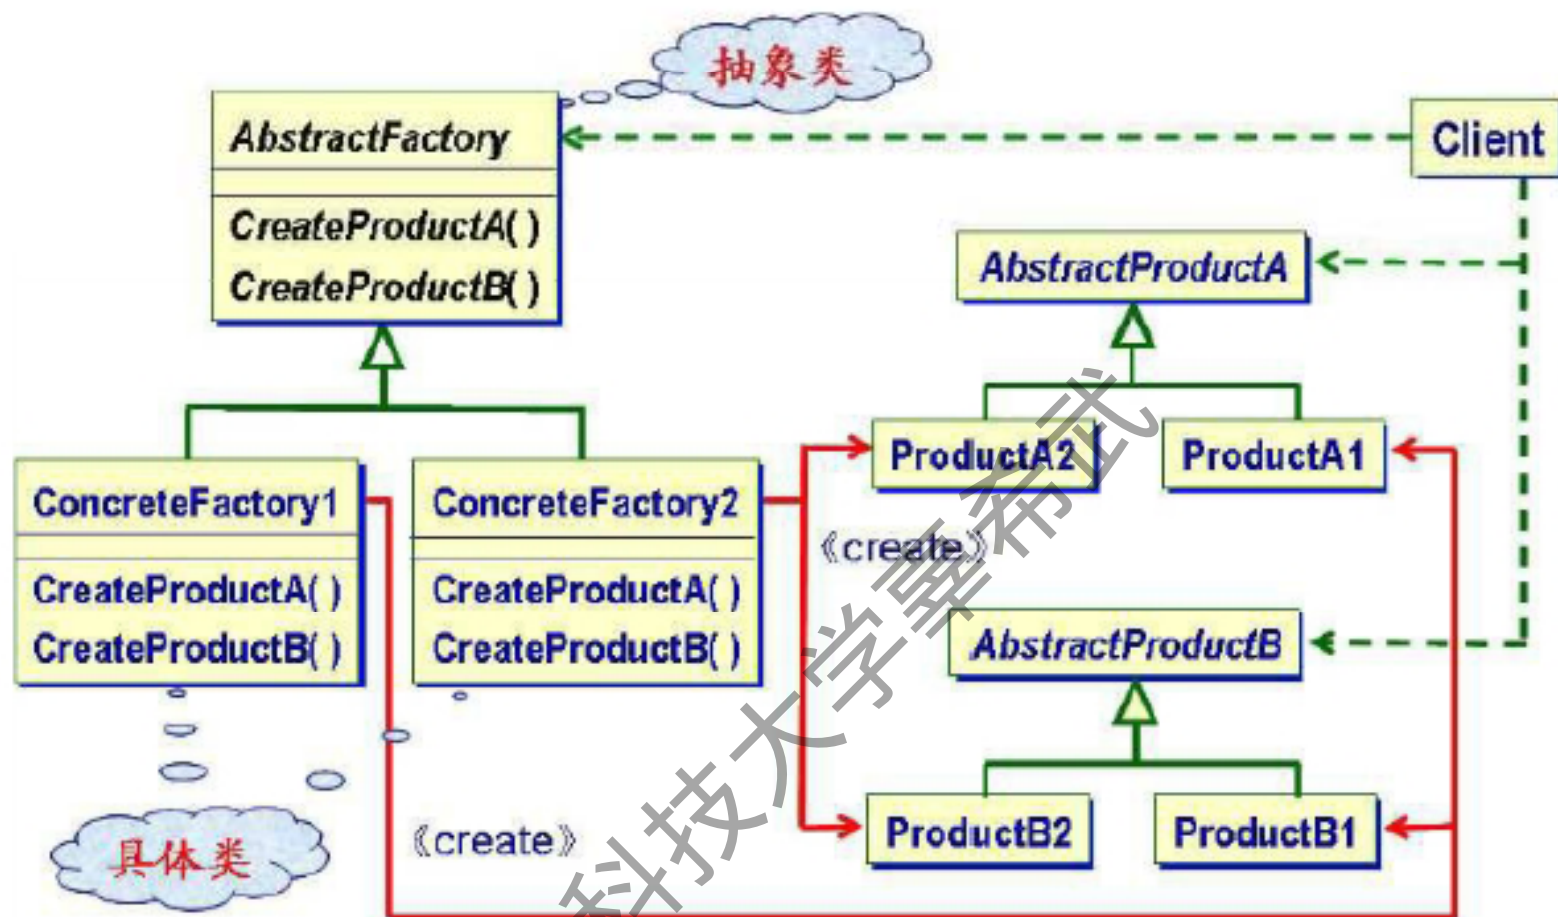 抽象类
AbstractFactory
CreateProductA( )
CreateProductB( )
Client
AbstractProductA
ProductA2
ProductA1
ConcreteFactory1
CreateProductA( )
CreateProductB( )
ConcreteFactory2
CreateProductA( )
CreateProductB( )
《create》
AbstractProductB
ProductB2
ProductB1
《create》
具体类
科技大学辜希武